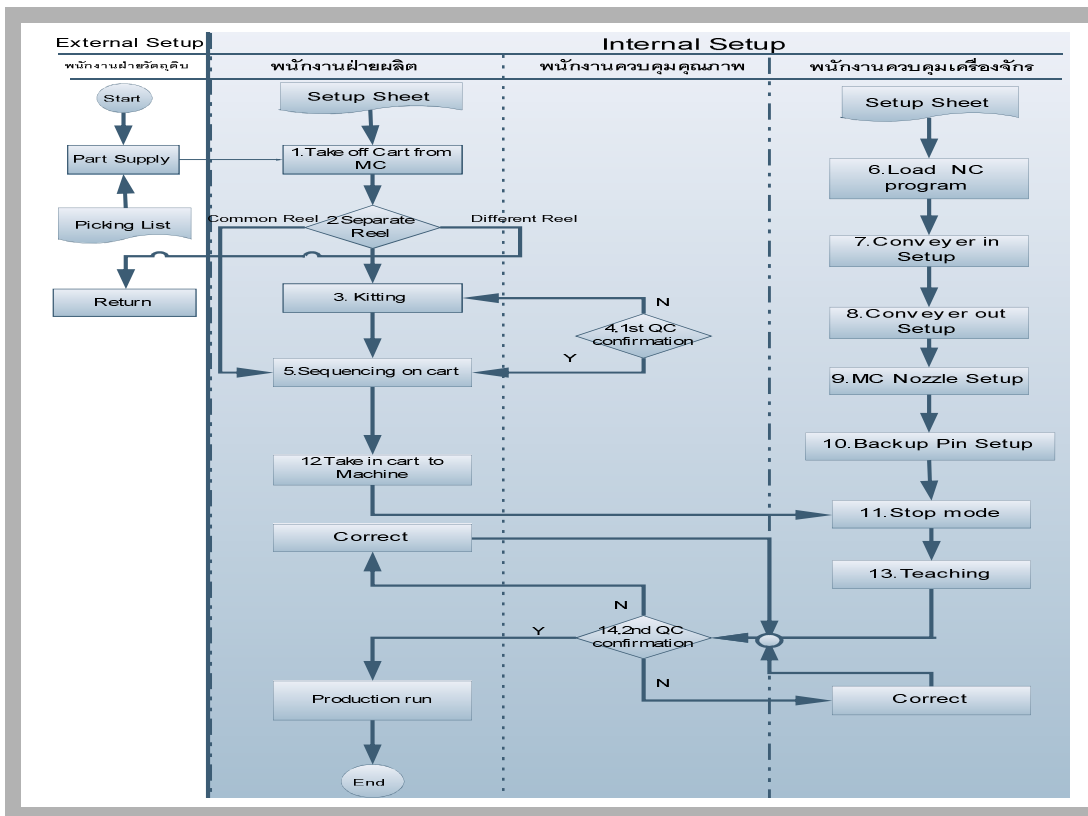 External Setup
Internal Setup
พนักงานฝ่ายวัตถุดิบ
พนักงานฝ่ายผลิต
พนักงานควบคุมคุณภาพ
พนักงานควบคุมเครื่องจักร
Start
Setup Sheet
Setup Sheet
Part Supply
1.Take off Cart from
MC
6.Load NC
program
Picking List
Common Reel
2.Separate
Reel
Different Reel
7.Conveyer in
Setup
Return
3. Kitting
N
4.1st QC
confirmation
Y
8.Conveyer out
Setup
5.Sequencing on cart
9.MC Nozzle Setup
10.Backup Pin Setup
12.Take in cart to
Machine
11.Stop mode
Correct
13.Teaching
N
Y
14.2nd QC
confirmation
N
Production run
Correct
End